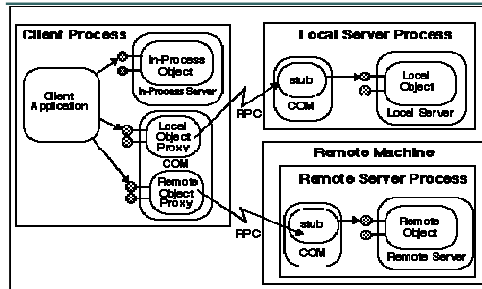 Client Process
In-Process
Object
In-Process Server
Client
Application
Local
Object
Proxy
COM
Remote
Object
Proxy
RPC
RPC
Local Server Process
stub
COM
Local
Object
Local Server
Remote Machine
Remote Server Process
stub
COM
Remote
Object
Remote Server